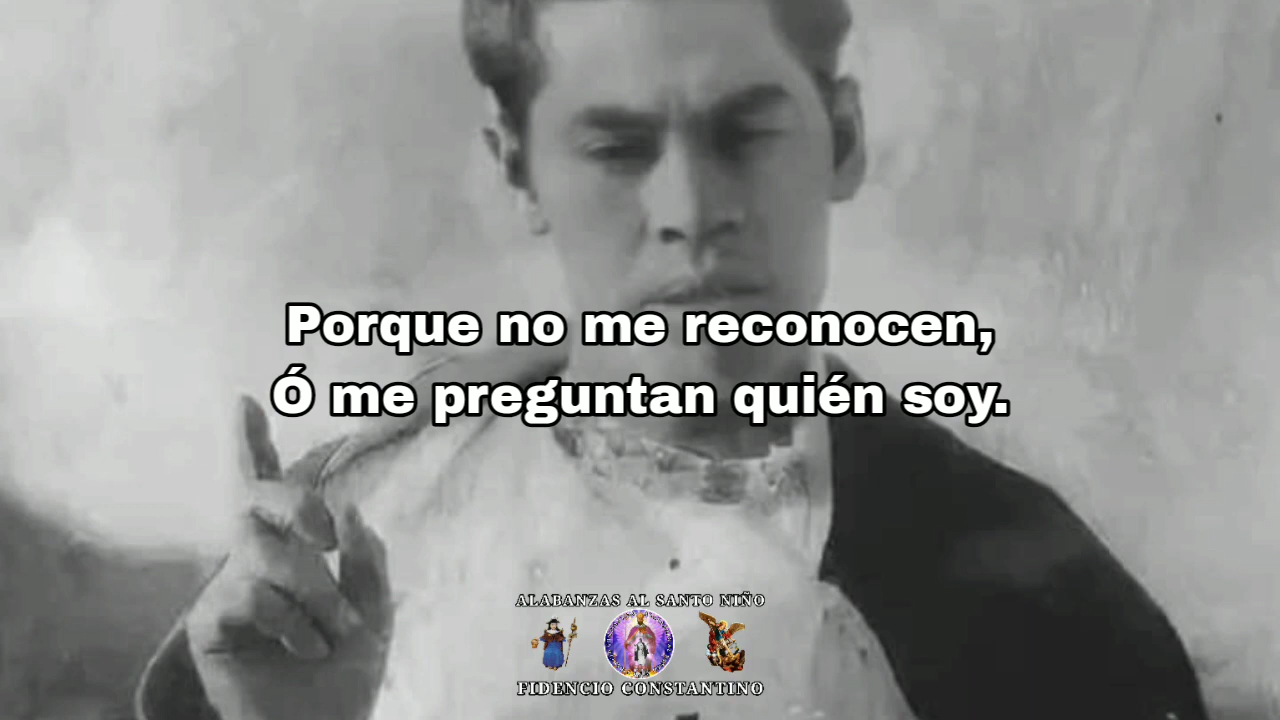 Porque no me reconocen,
Ó me preguntan quién soy.
ALABANZAS AL SANTO NIÑO
FIDENCIO CONSTANTINO